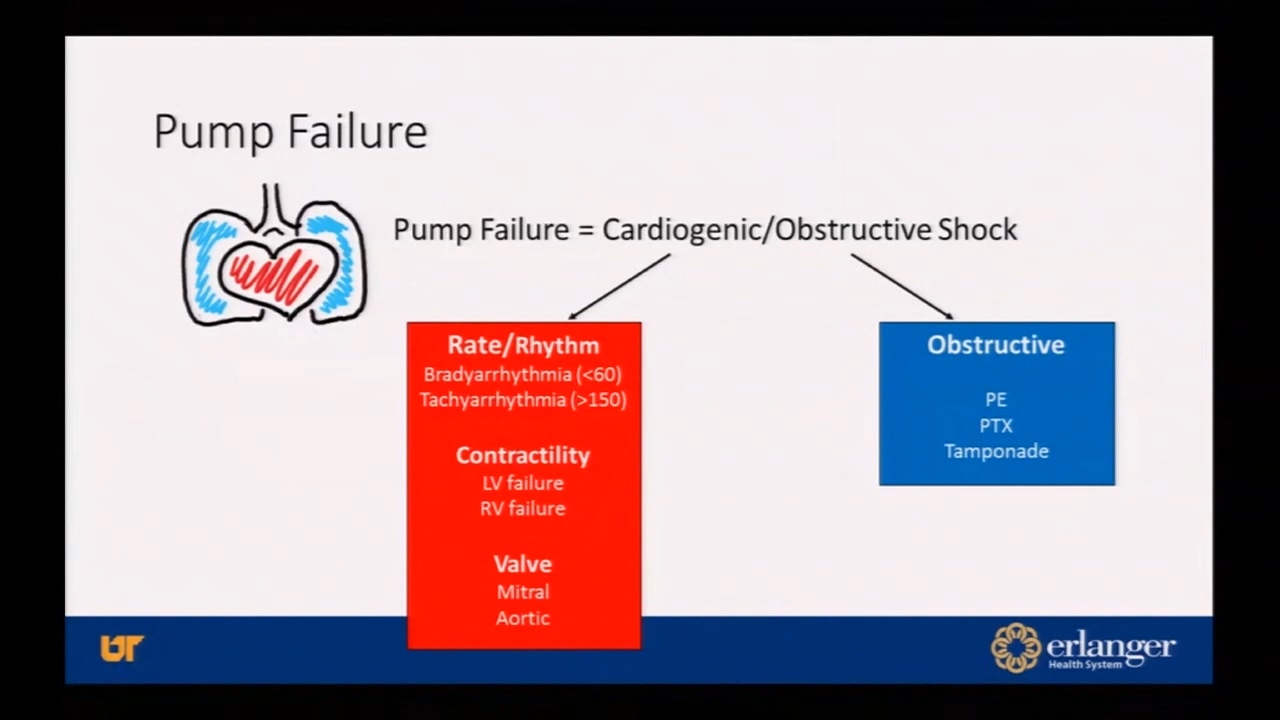 Pump Failure
Pump Failure = Cardiogenic/Obstructive Shock
Rate/Rhythm
Bradyarrhythmia (<60)
Tachyarrhythmia (>150)
Contractility
LV failure
RV failure
Valve
Mitral
Aortic
Obstructive
PE
PTX
Tamponade
UT
erlanger
Health System